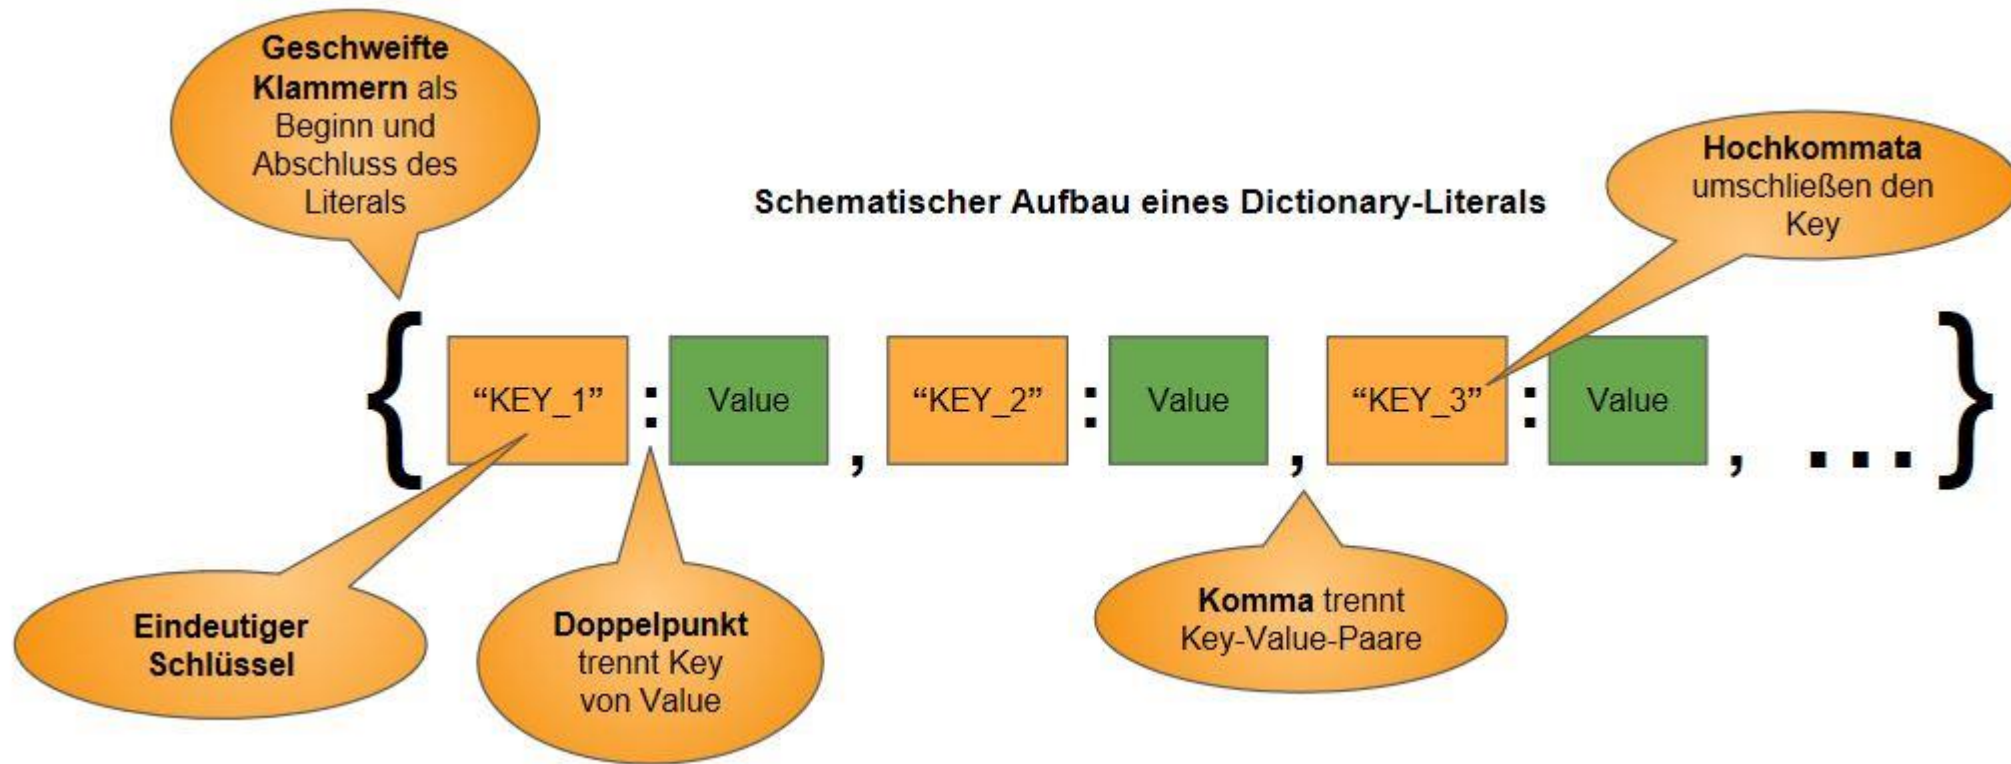 Geschweifte
Klammern als
Beginn und
Abschluss des
Literals
Schematischer Aufbau eines Dictionary-Literals
Hochkommata
umschließen den
Key
{ “KEY_1” : Value , “KEY_2” : Value , “KEY_3” : Value , ... }
Eindeutiger
Schlüssel
Doppelpunkt
trennt Key
von Value
Komma trennt
Key-Value-Paare